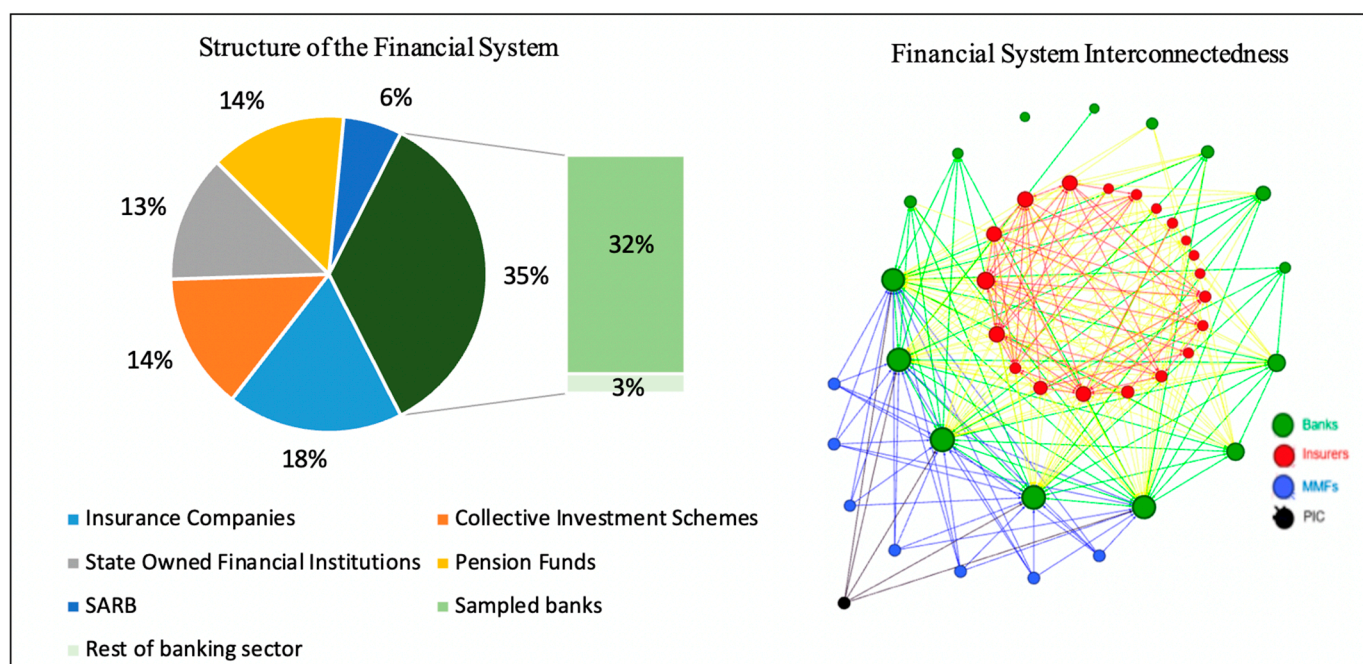 Structure of the Financial System
14%
6%
13%
35%
32%
14%
3%
18%
Insurance Companies
Collective Investment Schemes
State Owned Financial Institutions
Pension Funds
SARB
Sampled banks
Rest of banking sector
Financial System Interconnectedness
Banks
Insurers
MMFs
PIC